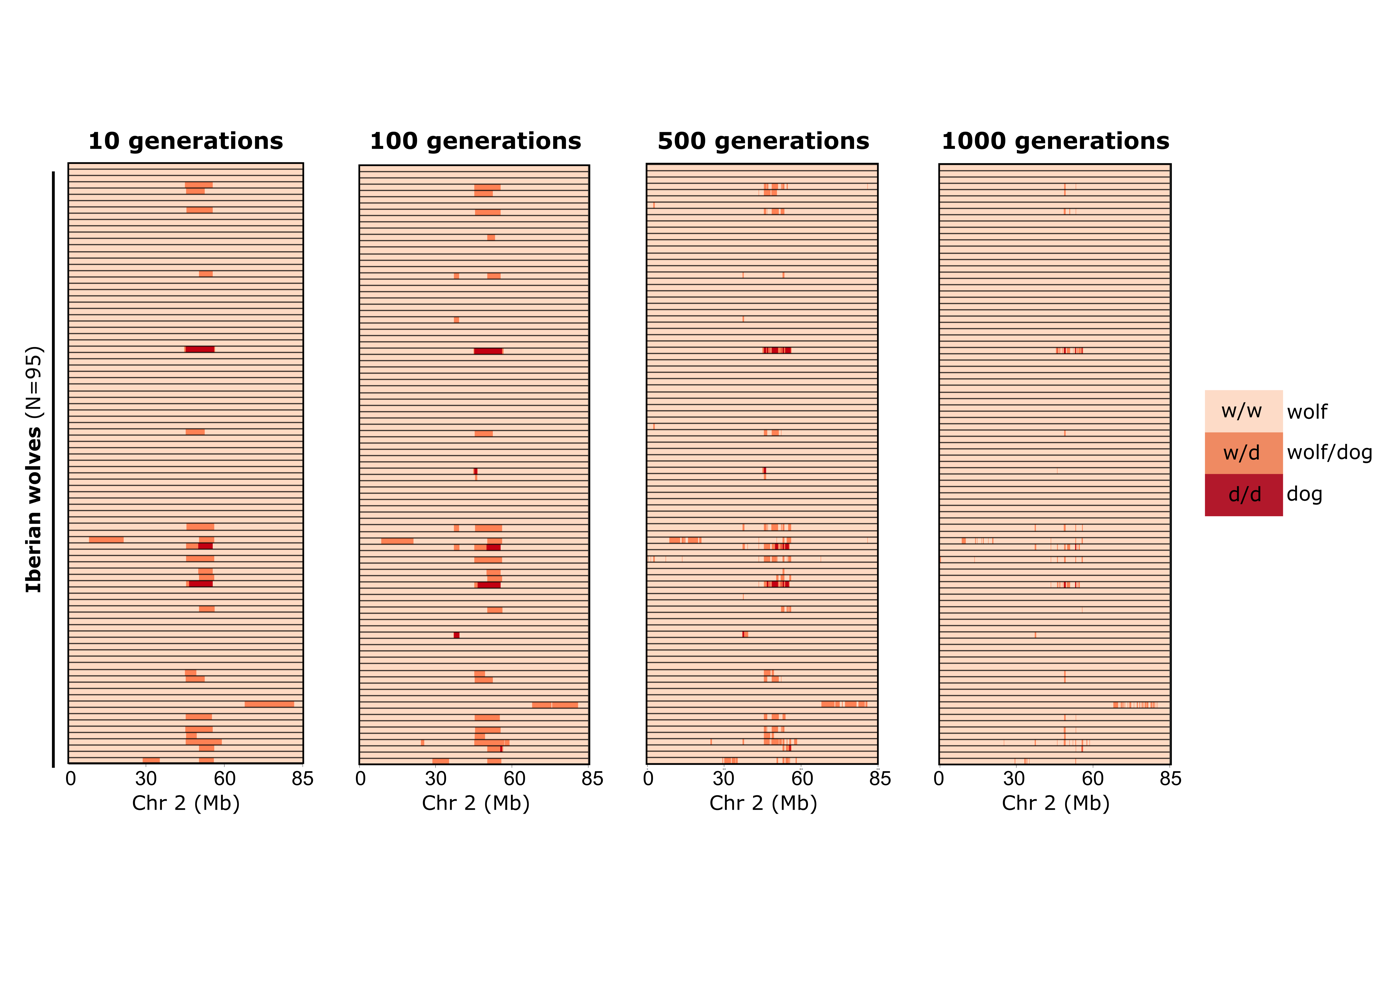 10 generations
100 generations
500 generations
1000 generations
Iberian wolves (N=95)
w/w wolf
w/d wolf/dog
d/d dog
0 30 60 85
0 30 60 85
0 30 60 85
0 30 60 85
Chr 2 (Mb)
Chr 2 (Mb)
Chr 2 (Mb)
Chr 2 (Mb)